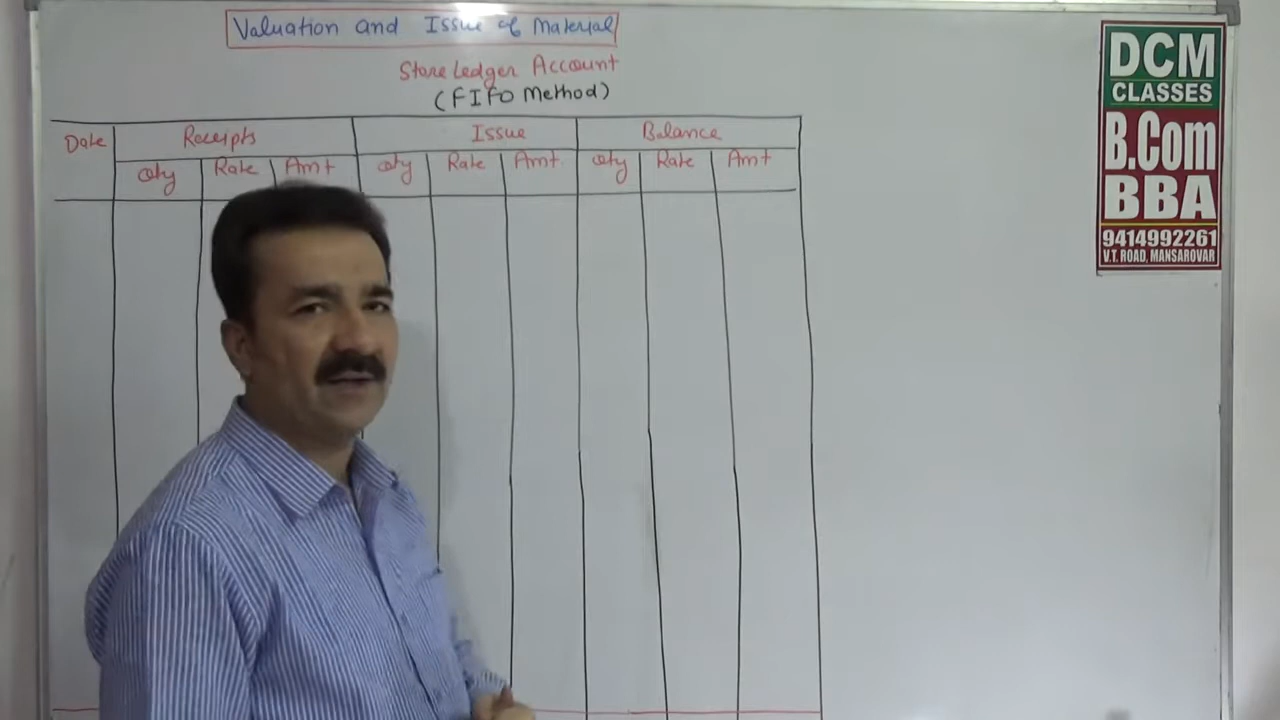 Valuation and Issue of Material
Store Ledger Account
(FIFO Method)
Date Receipts Issue Balance
Qty Rate Amt Qty Rate Amt. Qty Rate Amt
DCM
CLASSES
B.Com
BBA
9414992261
V.T. ROAD, MANSAROVAR